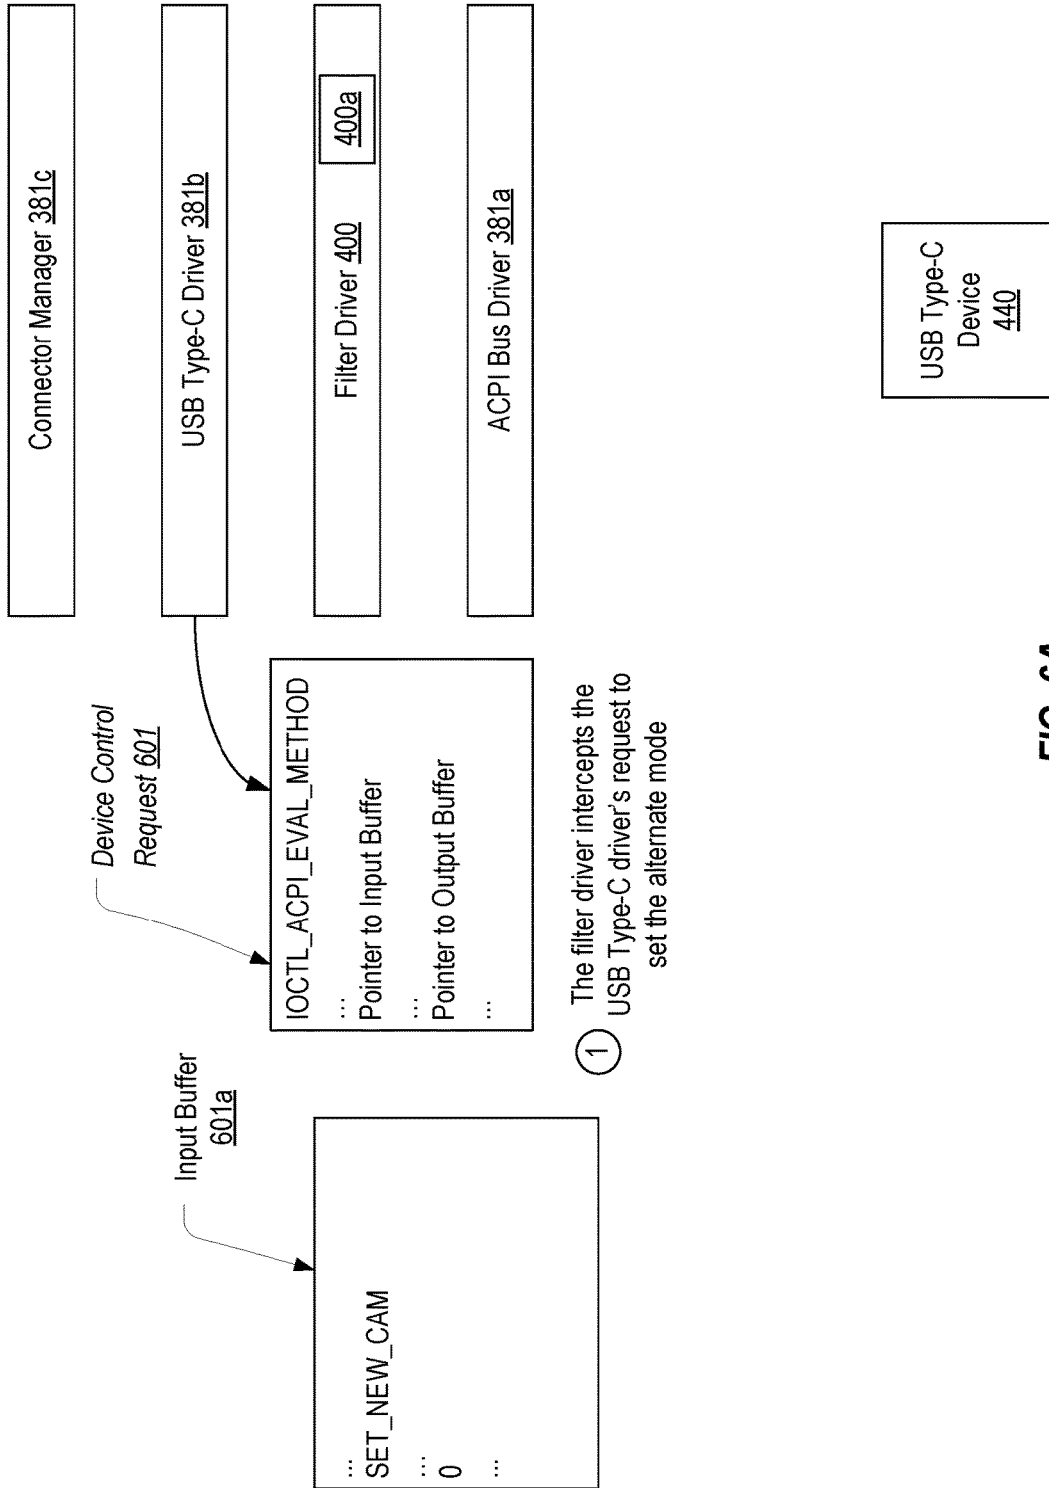 Connector Manager 381c
USB Type-C Driver 381b
Filter Driver 400
400a
ACPI Bus Driver 381a
Device Control
Request 601
IOCTL_ACPI_EVAL_METHOD
...
Pointer to Input Buffer
...
Pointer to Output Buffer
...
1
The filter driver intercepts the
USB Type-C driver's request to
set the alternate mode
Input Buffer
601a
...
SET_NEW_CAM
...
0
...
USB Type-C
Device
440